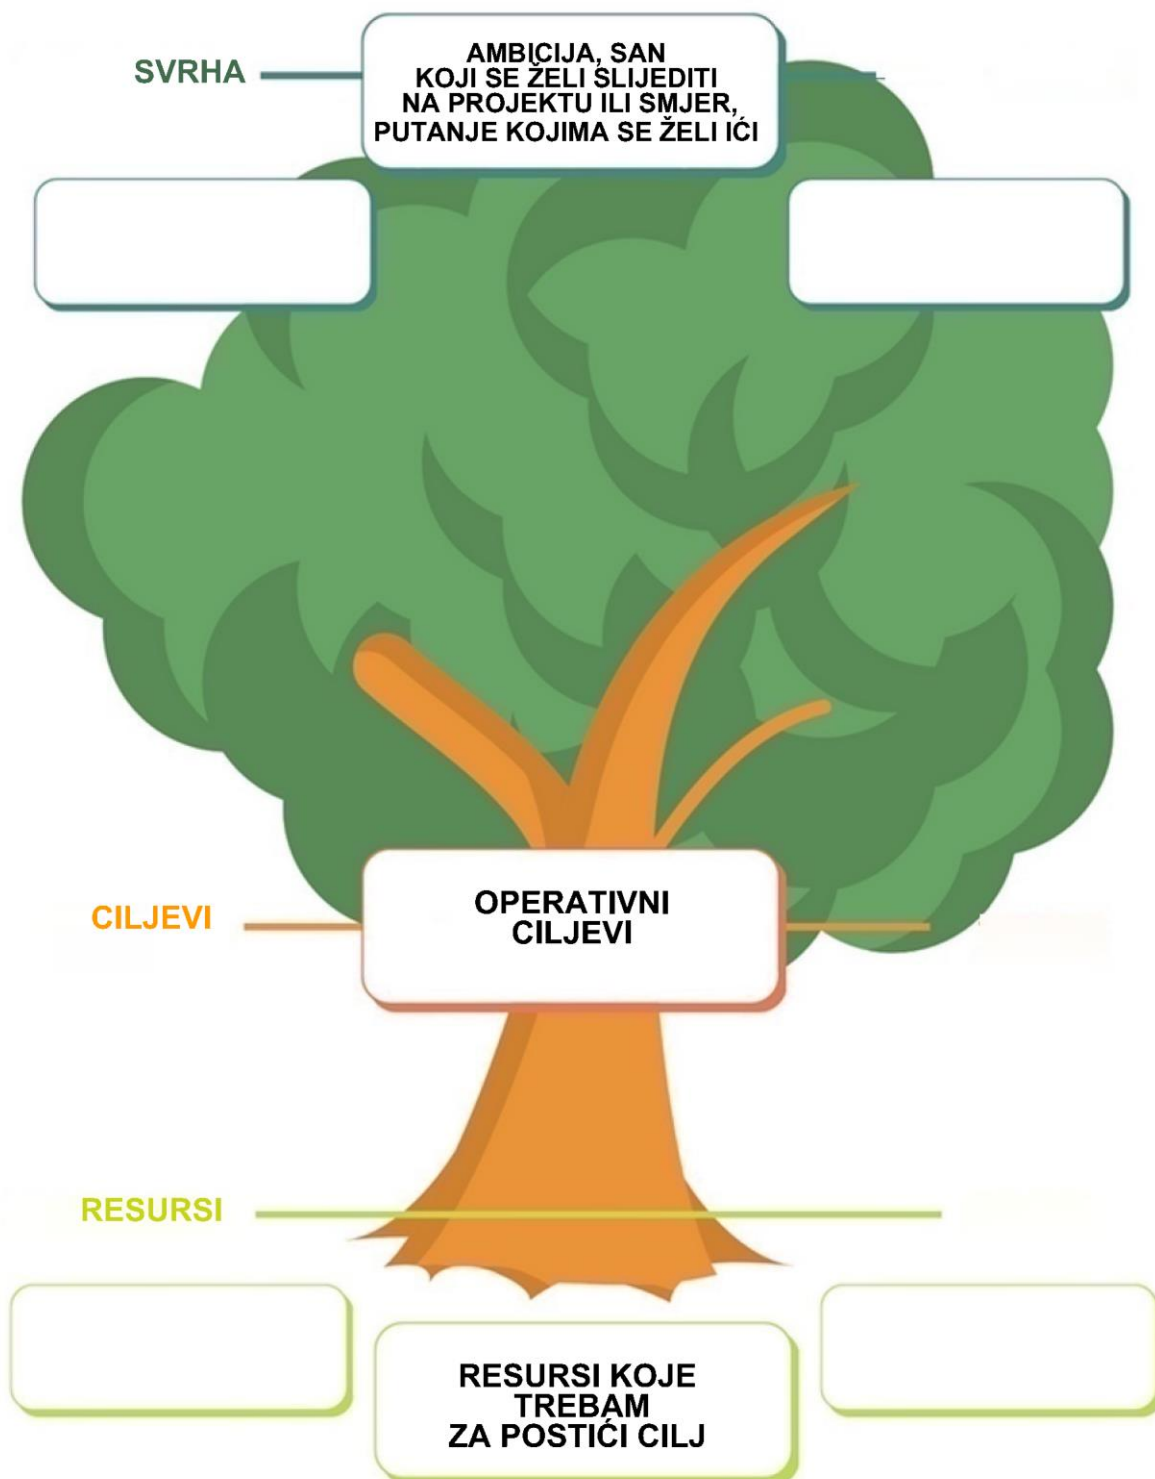 SVRHA
AMBICIJA, SAN
KOJI SE ŽELI SLIJEDITI
NA PROJEKTU ILI SMJER,
PUTANJE KOJIMA SE ŽELI IĆI
CILJEVI
OPERATIVNI
CILJEVI
RESURSI
RESURSI KOJE
TREBAM
ZA POSTIĆI CILJ